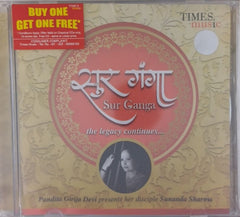 BUY ONE
GET ONE FREE*
TIMES
music
सुर गंगा
Sur Ganga
the legacy continues...
Pandita Girija Devi presents her disciple Sunanda Sharma